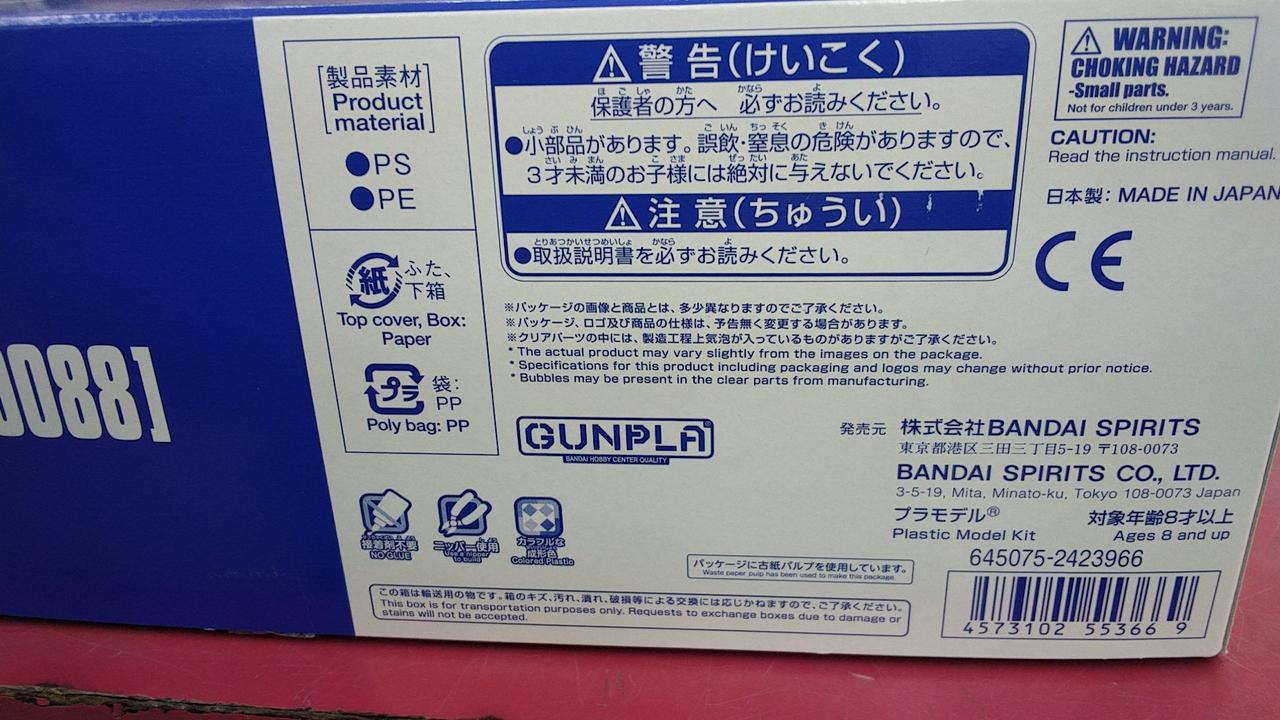 0088]
[製品素材]
Product
material
●PS
●PE
紙 ふた、
下箱
Top cover, Box:
Paper
プラ 袋:
PP
Poly bag: PP
⚠警告(けいこく)
保護者の方へ 必ずお読みください。
●小部品があります。誤飲・窒息の危険がありますので、
3才未満のお子様には絶対に与えないでください。
⚠注意(ちゅうい)
●取扱説明書を必ずお読みください。
⚠WARNING:
CHOKING HAZARD
-Small parts.
Not for children under 3 years.
CAUTION:
Read the instruction manual.
日本製: MADE IN JAPAN
CE
※パッケージの画像と商品とは、多少異なりますのでご了承ください。
※パッケージ、ロゴ及び商品の仕様は、予告無く変更する場合があります。
※クリアパーツの中には、製造工程上気泡が入っているものがありますがご了承ください。
* The actual product may vary slightly from the images on the package.
* Specifications for this product including packaging and logos may change without prior notice.
* Bubbles may be present in the clear parts from manufacturing.
GUNPLA
BANDAI HOBBY CENTER QUALITY
発売元 株式会社BANDAI SPIRITS
東京都港区三田三丁目5-19 〒108-0073
BANDAI SPIRITS CO., LTD.
3-5-19, Mita, Minato-ku, Tokyo 108-0073 Japan
プラモデル® 対象年齢8才以上
Plastic Model Kit Ages 8 and up
645075-2423966
4573102 55366 9
接着剤不要
NO GLUE
ニッパー使用
Use a nipper
to build
カラフルな
成形色
Colored Plastic
パッケージに古紙パルプを使用しています。
Waste paper pulp has been used to make this package.
この箱は輸送用の物です。箱のキズ、汚れ、潰れ、破損等による交換には応じかねますので、ご了承ください。
This box is for transportation purposes only. Requests to exchange boxes due to damage or
stains will not be accepted.